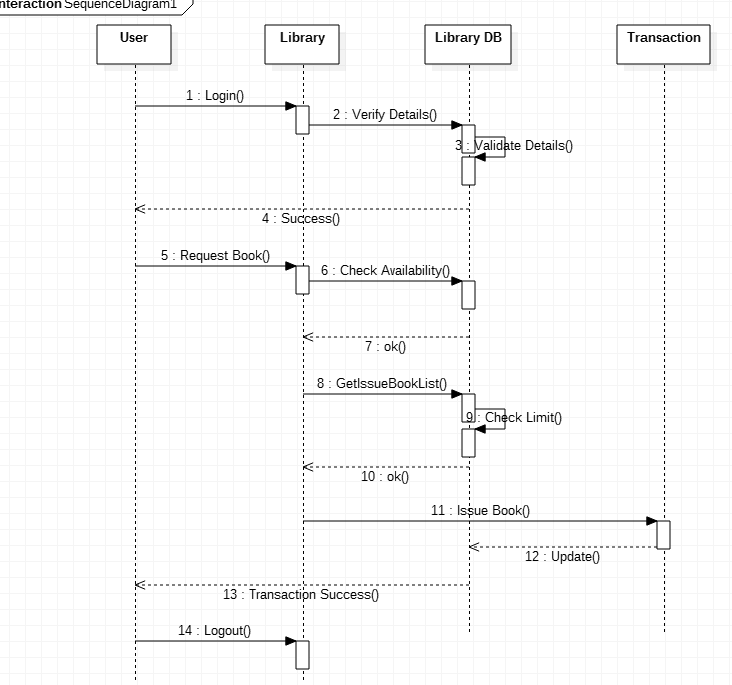 nteraction SequenceDiagram1
User
Library
Library DB
Transaction
1 : Login()
2 : Verify Details()
3 : Validate Details()
4 : Success()
5 : Request Book()
6 : Check Availability()
7 : ok()
8 : GetIssueBookList()
9 : Check Limit()
10 : ok()
11 : Issue Book()
12 : Update()
13 : Transaction Success()
14 : Logout()